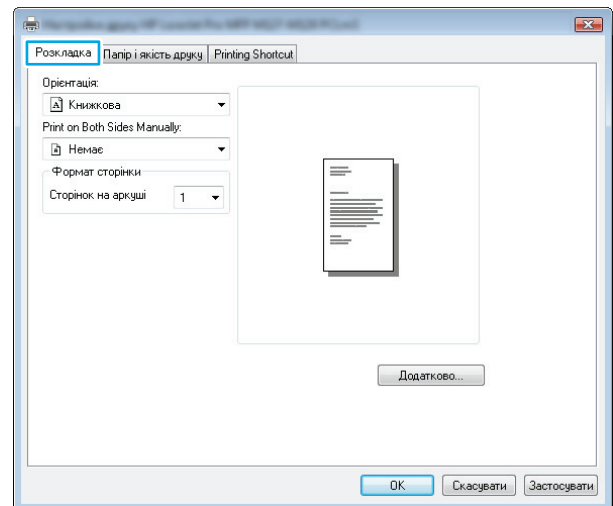 Розкладка Папір і якість друку Printing Shortcut
Орієнтація:
Книжкова
Print on Both Sides Manually:
Немає
Формат сторінки
Сторінок на аркуші 1
Додатково...
OK Скасувати Застосувати